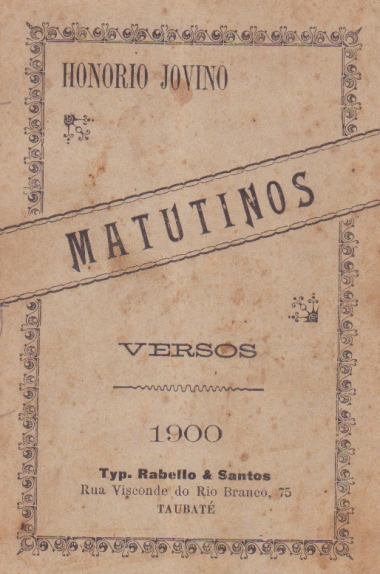 HONORIO JOVINO
MATUTINOS
VERSOS
1900
Typ. Rabello & Santos
Rua Visconde do Rio Branco, 75
TAUBATÉ